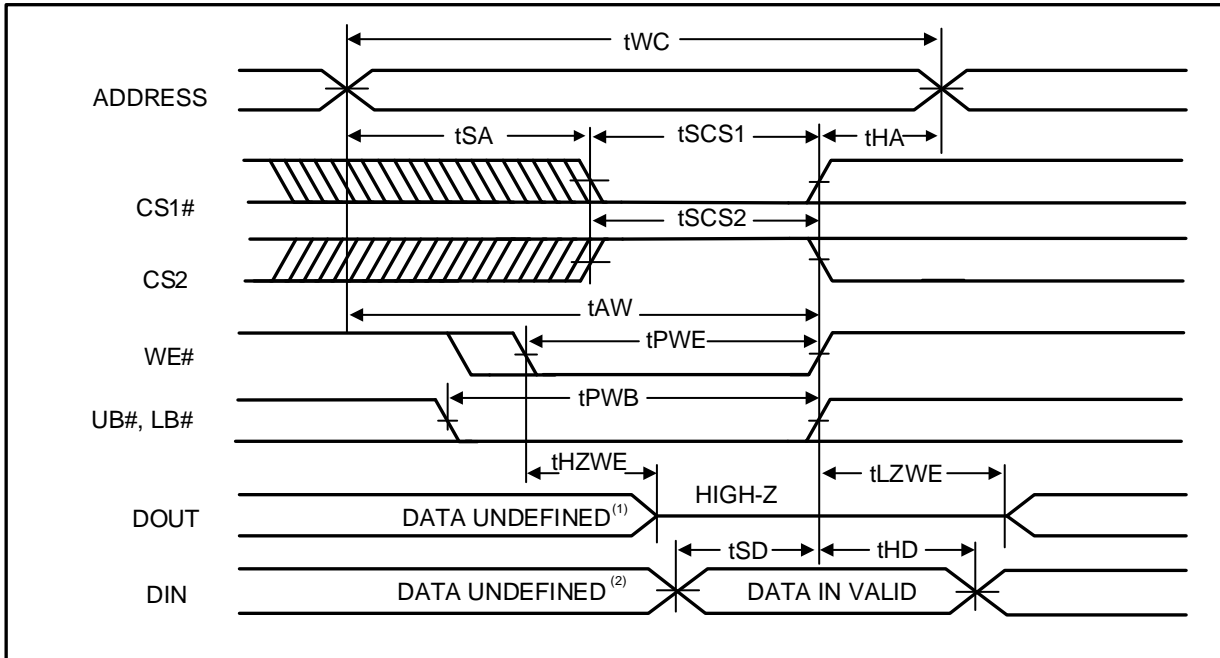 tWC
ADDRESS
tSA
tSCS1
tHA
CS1#
tSCS2
CS2
tAW
WE#
tPWE
UB#, LB#
tPWB
tHZWE
tLZWE
HIGH-Z
DOUT
DATA UNDEFINED(1)
tSD
tHD
DIN
DATA UNDEFINED(2)
DATA IN VALID